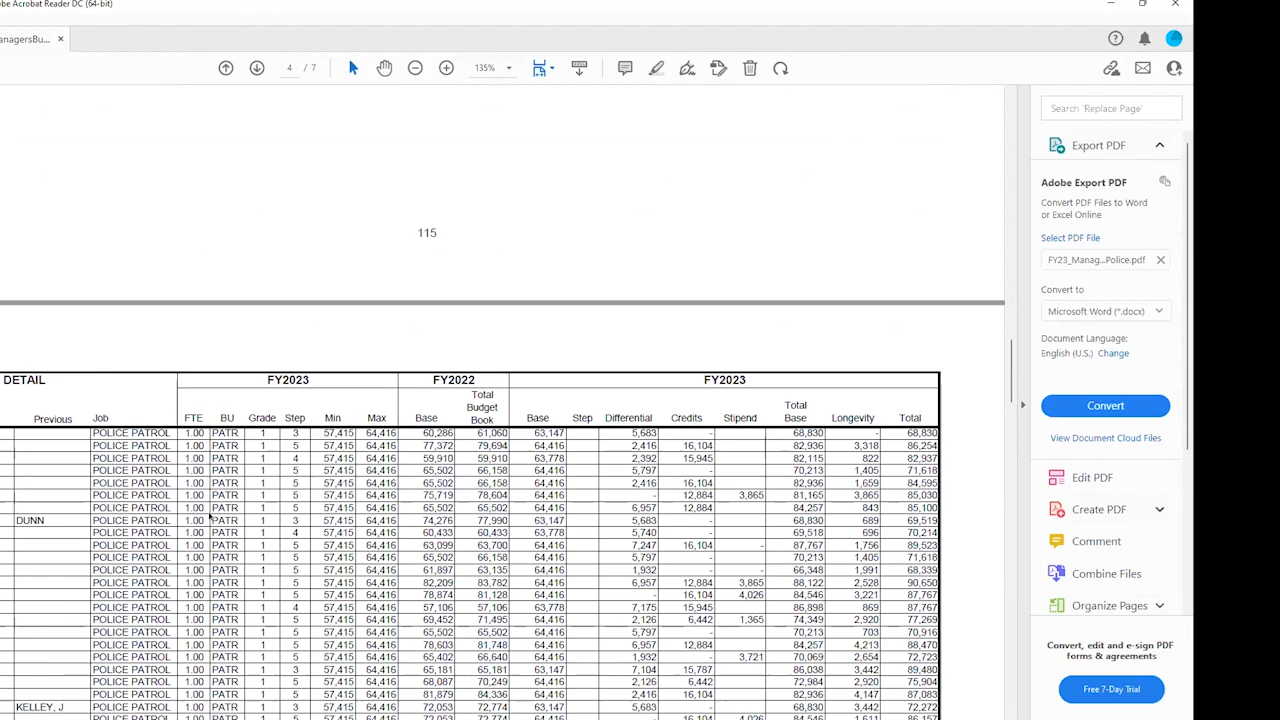 be Acrobat Reader DC (64-bit)
anagersBu... ×
4 / 7 135%
Search 'Replace Page'
Export PDF
Adobe Export PDF
Convert PDF Files to Word
or Excel Online
Select PDF File
FY23_Manag...Police.pdf
Convert to
Microsoft Word (*.docx)
Document Language:
English (U.S.) Change
Convert
View Document Cloud Files
Edit PDF
Create PDF
Comment
Combine Files
Organize Pages
Convert, edit and e-sign PDF
forms & agreements
Free 7-Day Trial
115
DETAIL FY2023 FY2022 FY2023
Previous Job FTE BU Grade Step Min Max Base Total Budget Book Base Step Differential Credits Stipend Total Base Longevity Total
POLICE PATROL 1.00 PATR 1 3 57,415 64,416 60,286 61,060 63,147 5,683 - 68,830 - 68,830
POLICE PATROL 1.00 PATR 1 5 57,415 64,416 77,372 79,694 64,416 2,416 16,104 82,936 3,318 86,254
POLICE PATROL 1.00 PATR 1 4 57,415 64,416 59,910 59,910 63,778 2,392 15,945 82,115 822 82,937
POLICE PATROL 1.00 PATR 1 5 57,415 64,416 65,502 66,158 64,416 5,797 - 70,213 1,405 71,618
POLICE PATROL 1.00 PATR 1 5 57,415 64,416 65,502 66,158 64,416 2,416 16,104 82,936 1,659 84,595
POLICE PATROL 1.00 PATR 1 5 57,415 64,416 75,719 78,604 64,416 - 12,884 3,865 81,165 3,865 85,030
POLICE PATROL 1.00 PATR 1 5 57,415 64,416 65,502 65,502 64,416 6,957 12,884 84,257 843 85,100
DUNN POLICE PATROL 1.00 PATR 1 3 57,415 64,416 74,276 77,990 63,147 5,683 - 68,830 689 69,519
POLICE PATROL 1.00 PATR 1 4 57,415 64,416 60,433 60,433 63,778 5,740 - 69,518 696 70,214
POLICE PATROL 1.00 PATR 1 5 57,415 64,416 63,099 63,700 64,416 7,247 16,104 - 87,767 1,756 89,523
POLICE PATROL 1.00 PATR 1 5 57,415 64,416 65,502 66,158 64,416 5,797 - 70,213 1,405 71,618
POLICE PATROL 1.00 PATR 1 5 57,415 64,416 61,897 63,135 64,416 1,932 - - 66,348 1,991 68,339
POLICE PATROL 1.00 PATR 1 5 57,415 64,416 82,209 83,782 64,416 6,957 12,884 3,865 88,122 2,528 90,650
POLICE PATROL 1.00 PATR 1 5 57,415 64,416 78,874 81,128 64,416 - 16,104 4,026 84,546 3,221 87,767
POLICE PATROL 1.00 PATR 1 4 57,415 64,416 57,106 57,106 63,778 7,175 15,945 86,898 869 87,767
POLICE PATROL 1.00 PATR 1 5 57,415 64,416 69,452 71,495 64,416 2,126 6,442 1,365 74,349 2,920 77,269
POLICE PATROL 1.00 PATR 1 5 57,415 64,416 65,502 65,502 64,416 5,797 - 70,213 703 70,916
POLICE PATROL 1.00 PATR 1 5 57,415 64,416 78,603 81,748 64,416 6,957 12,884 84,257 4,213 88,470
POLICE PATROL 1.00 PATR 1 5 57,415 64,416 65,402 66,640 64,416 1,932 - 3,721 70,069 2,654 72,723
POLICE PATROL 1.00 PATR 1 3 57,415 64,416 65,181 65,181 63,147 7,104 15,787 86,038 3,442 89,480
POLICE PATROL 1.00 PATR 1 5 57,415 64,416 68,087 70,249 64,416 2,126 6,442 72,984 2,920 75,904
POLICE PATROL 1.00 PATR 1 5 57,415 64,416 81,879 84,336 64,416 2,416 16,104 82,936 4,147 87,083
KELLEY, J POLICE PATROL 1.00 PATR 1 3 57,415 64,416 72,053 72,774 63,147 5,683 - 68,830 3,442 72,272